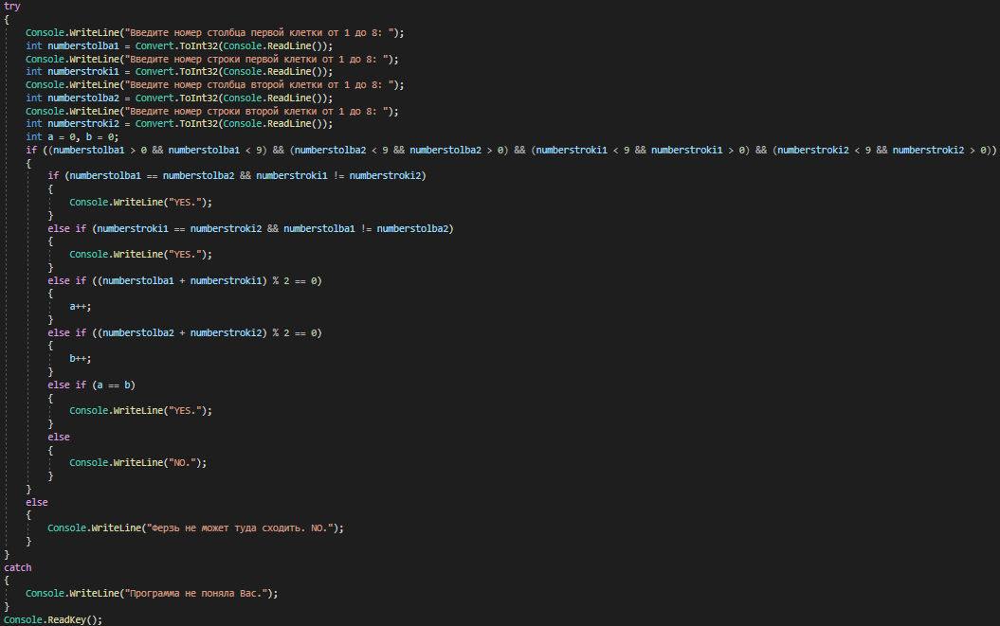 try
{
Console.WriteLine("Введите номер столбца первой клетки от 1 до 8: ");
int numberstolba1 = Convert.ToInt32(Console.ReadLine());
Console.WriteLine("Введите номер строки первой клетки от 1 до 8: ");
int numberstroki1 = Convert.ToInt32(Console.ReadLine());
Console.WriteLine("Введите номер столбца второй клетки от 1 до 8: ");
int numberstolba2 = Convert.ToInt32(Console.ReadLine());
Console.WriteLine("Введите номер строки второй клетки от 1 до 8: ");
int numberstroki2 = Convert.ToInt32(Console.ReadLine());
int a = 0, b = 0;
if ((numberstolba1 > 0 && numberstolba1 < 9) && (numberstolba2 < 9 && numberstolba2 > 0) && (numberstroki1 < 9 && numberstroki1 > 0) && (numberstroki2 < 9 && numberstroki2 > 0))
{
if (numberstolba1 == numberstolba2 && numberstroki1 != numberstroki2)
{
Console.WriteLine("YES.");
}
else if (numberstroki1 == numberstroki2 && numberstolba1 != numberstolba2)
{
Console.WriteLine("YES.");
}
else if ((numberstolba1 + numberstroki1) % 2 == 0)
{
a++;
}
else if ((numberstolba2 + numberstroki2) % 2 == 0)
{
b++;
}
else if (a == b)
{
Console.WriteLine("YES.");
}
else
{
Console.WriteLine("NO.");
}
}
else
{
Console.WriteLine("Ферзь не может туда сходить. NO.");
}
}
catch
{
Console.WriteLine("Программа не поняла Вас.");
}
Console.ReadKey();